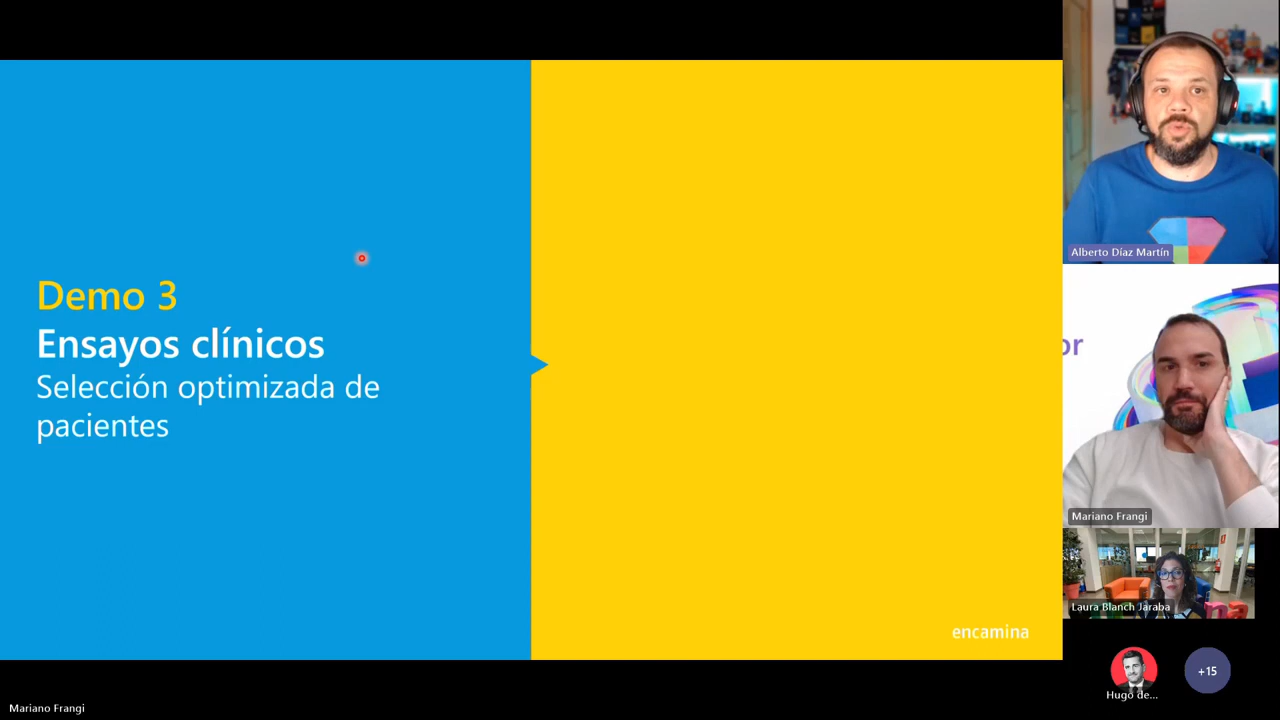 Demo 3
Ensayos clínicos
Selección optimizada de
pacientes
encamina
Alberto Díaz Martín
or
Mariano Frangi
Laura Blanch Jaraba
Hugo de...
+15
Mariano Frangi